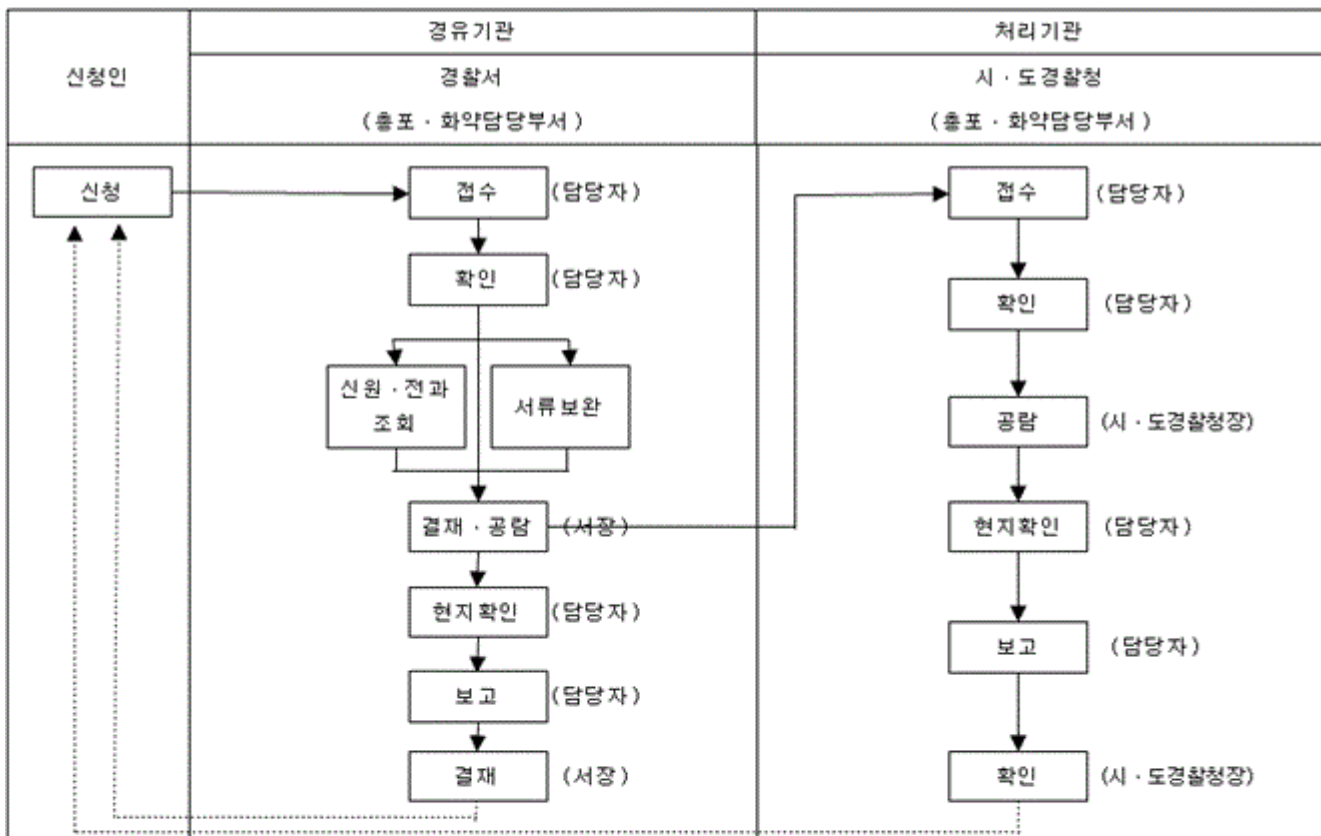 신청인
경유기관
처리기관
경찰서
(총포 · 화약담당부서)
시 · 도경찰청
(총포 · 화약담당부서)
신청
접수 (담당자)
확인 (담당자)
신원 · 전과
조회
서류보완
결재 · 공람 (서장)
현지확인 (담당자)
보고 (담당자)
결재 (서장)
접수 (담당자)
확인 (담당자)
공람 (시 · 도경찰청장)
현지확인 (담당자)
보고 (담당자)
확인 (시 · 도경찰청장)